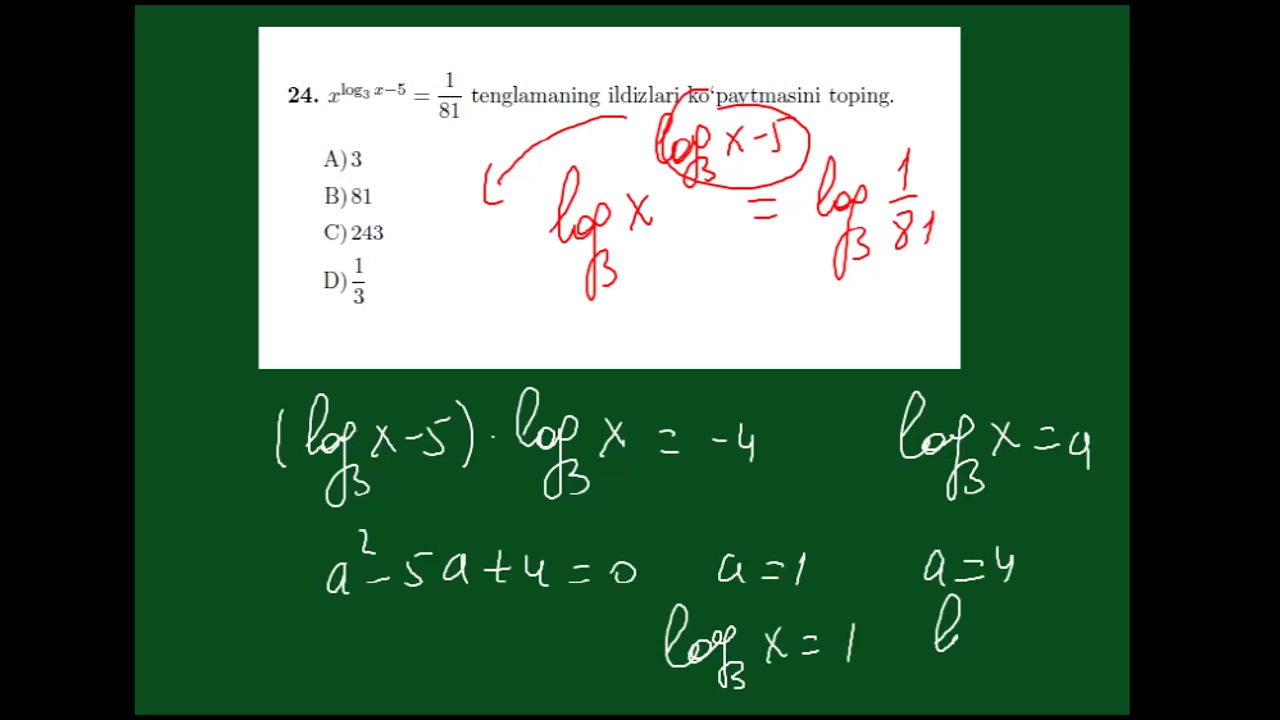 24. x^{log₃ x−5} = 1/81 tenglamaning ildizlari ko‘paytmasini toping.
A) 3
B) 81
C) 243
D) 1/3
log₃ x^{log₃ x−5} = log₃ 1/81
(log₃ x−5) · log₃ x = −4 log₃ x = a
a² − 5a + 4 = 0 a = 1 a = 4
log₃ x = 1 l